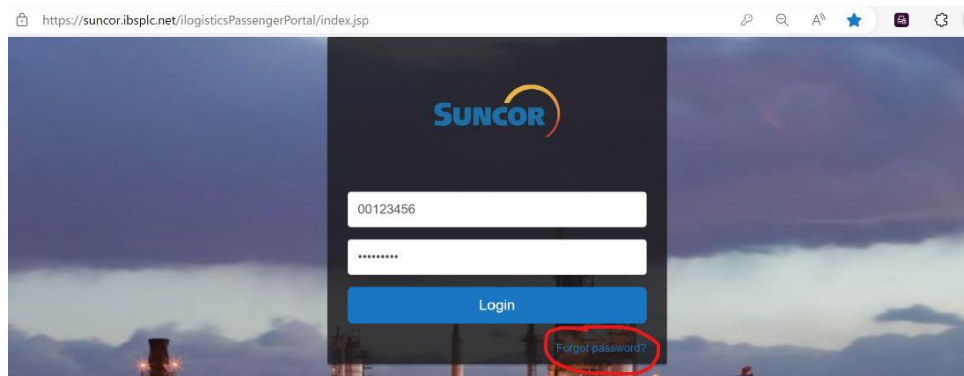 https://suncor.ibsplc.net/ilogisticsPassengerPortal/index.jsp
SUNCOR
00123456
•••••••••
Login
Forgot password?